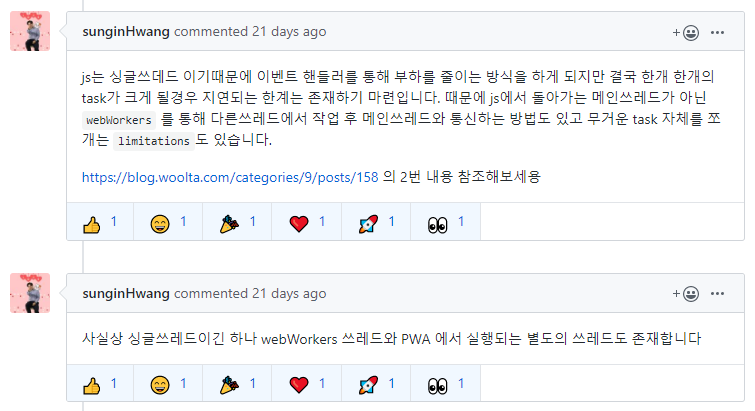 sunginHwang commented 21 days ago
js는 싱글쓰데드 이기때문에 이벤트 핸들러를 통해 부하를 줄이는 방식을 하게 되지만 결국 한개 한개의
task가 크게 될경우 지연되는 한계는 존재하기 마련입니다. 때문에 js에서 돌아가는 메인쓰레드가 아닌
webWorkers 를 통해 다른쓰레드에서 작업 후 메인쓰레드와 통신하는 방법도 있고 무거운 task 자체를 쪼
개는 limitations 도 있습니다.
https://blog.woolta.com/categories/9/posts/158 의 2번 내용 참조해보세용
1 1 1 1 1 1
sunginHwang commented 21 days ago
사실상 싱글쓰레드이긴 하나 webWorkers 쓰레드와 PWA 에서 실행되는 별도의 쓰레드도 존재합니다
1 1 1 1 1 1